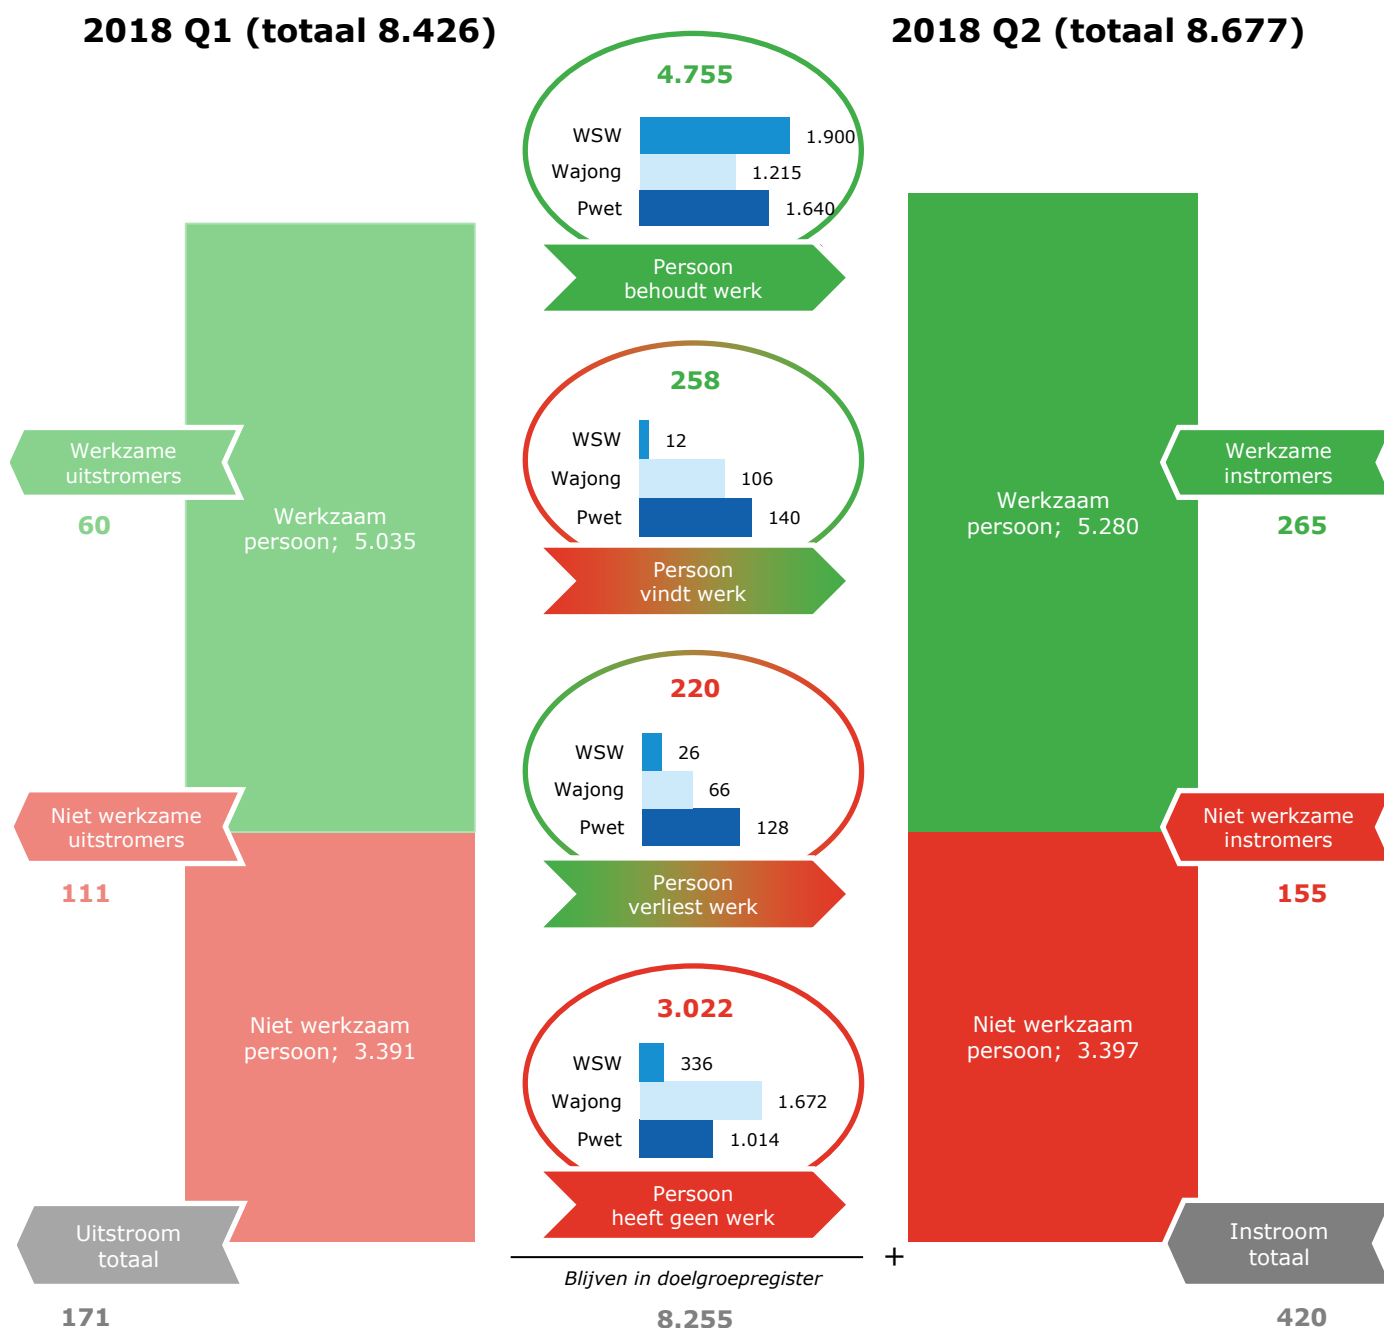 2018 Q1 (totaal 8.426)
2018 Q2 (totaal 8.677)
4.755
WSW 1.900
Wajong 1.215
Pwet 1.640
Persoon
behoudt werk
258
WSW 12
Wajong 106
Pwet 140
Persoon
vindt werk
220
WSW 26
Wajong 66
Pwet 128
Persoon
verliest werk
3.022
WSW 336
Wajong 1.672
Pwet 1.014
Persoon
heeft geen werk
Blijven in doelgroepregister
8.255
+
Werkzame
uitstromers
60
Werkzaam
persoon; 5.035
Niet werkzame
uitstromers
111
Niet werkzaam
persoon; 3.391
Uitstroom
totaal
171
Werkzaam
persoon; 5.280
Werkzame
instromers
265
Niet werkzame
instromers
155
Niet werkzaam
persoon; 3.397
Instroom
totaal
420